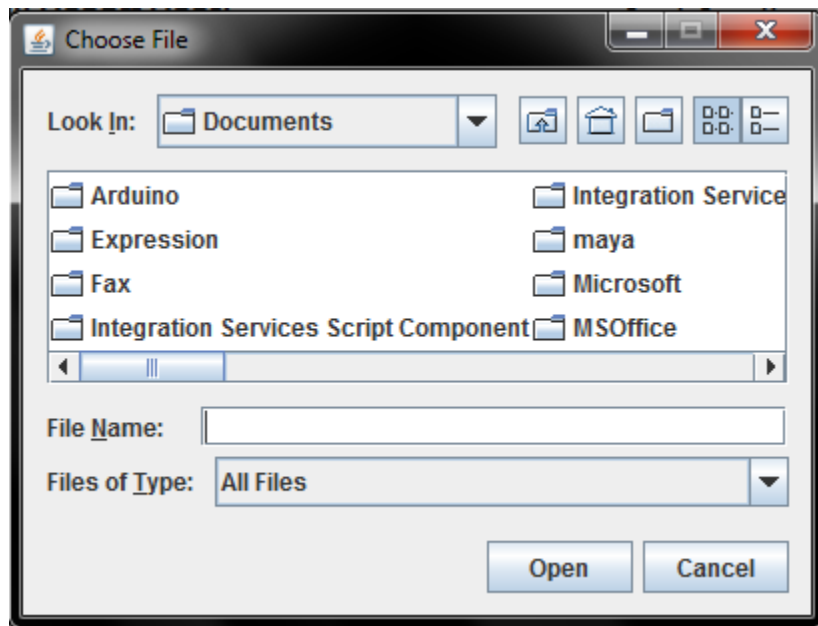 Choose File
Look In: Documents
Arduino
Expression
Fax
Integration Services Script Component
Integration Service
maya
Microsoft
MSOffice
File Name:
Files of Type: All Files
Open Cancel